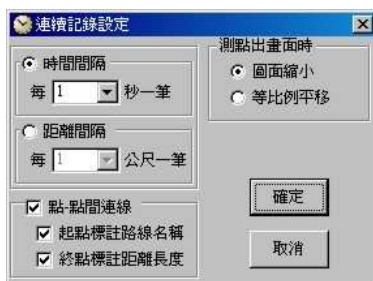 連續記錄設定
時間間隔
每 1 秒一筆
距離間隔
每 1 公尺一筆
點-點間連線
起點標註路線名稱
終點標註距離長度
測點出畫面時
圖面縮小
等比例平移
確定
取消